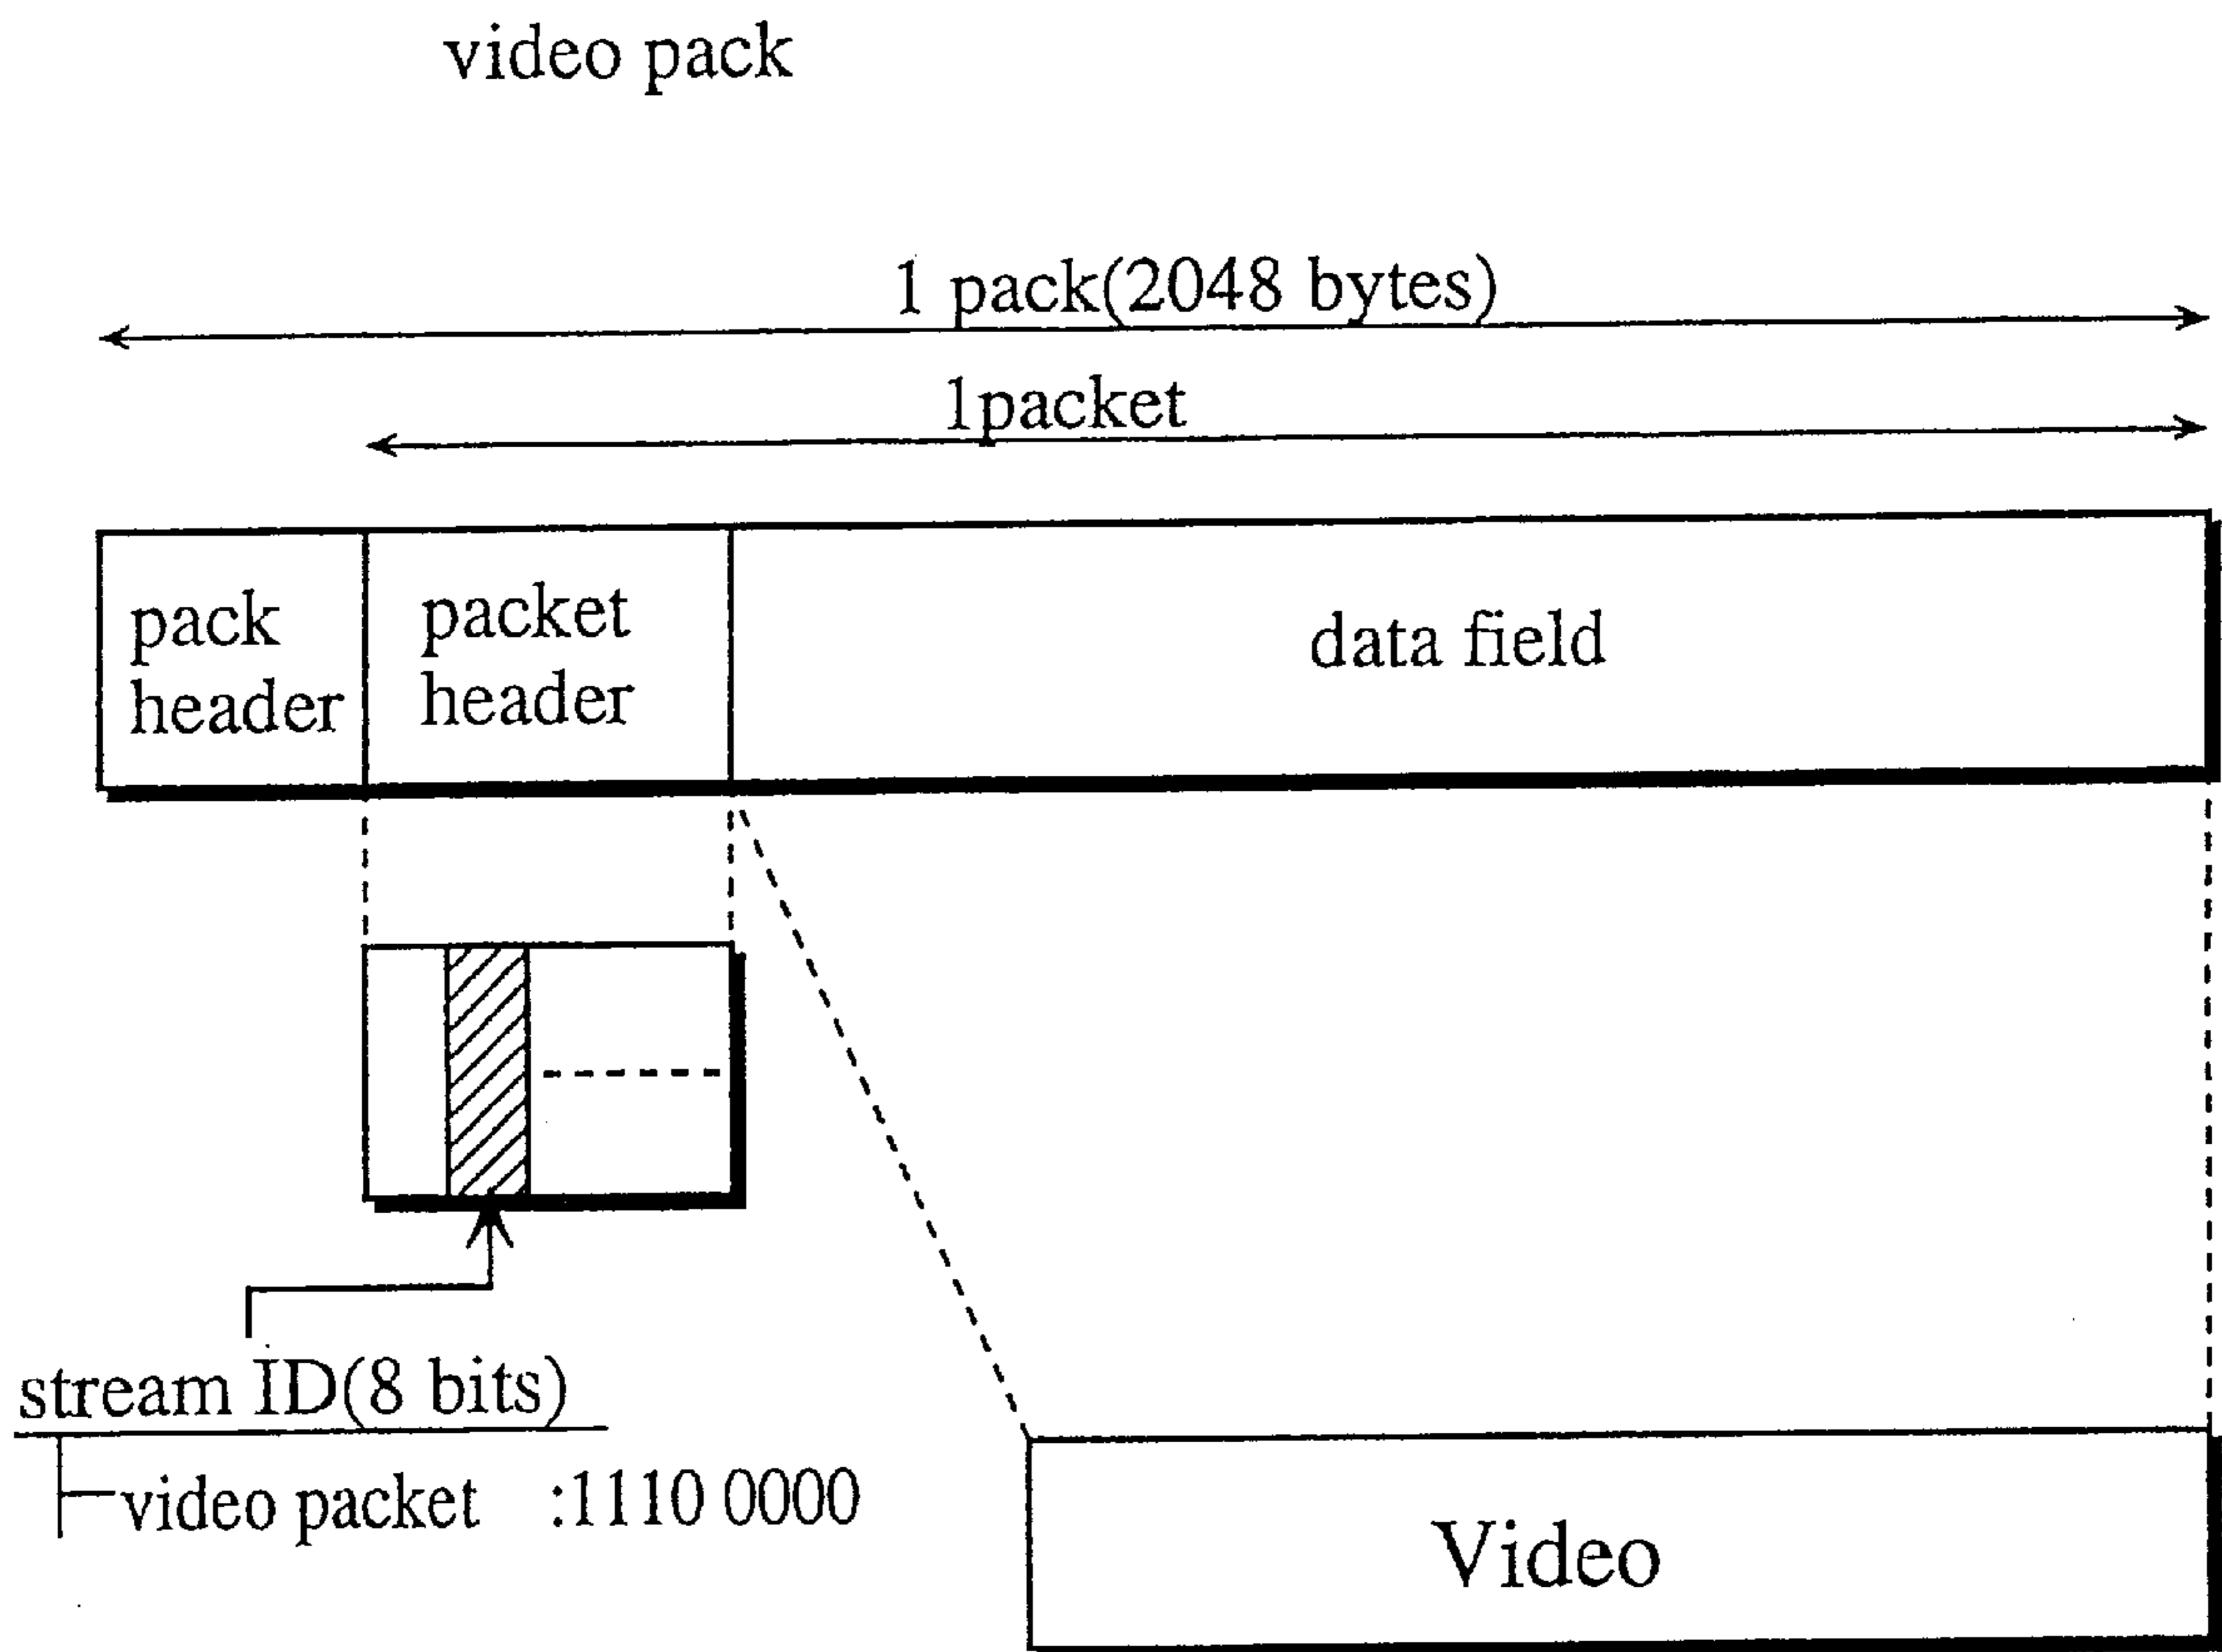 video pack
1 pack(2048 bytes)
1packet
pack
header
packet
header
data field
stream ID(8 bits)
video packet :1110 0000
Video